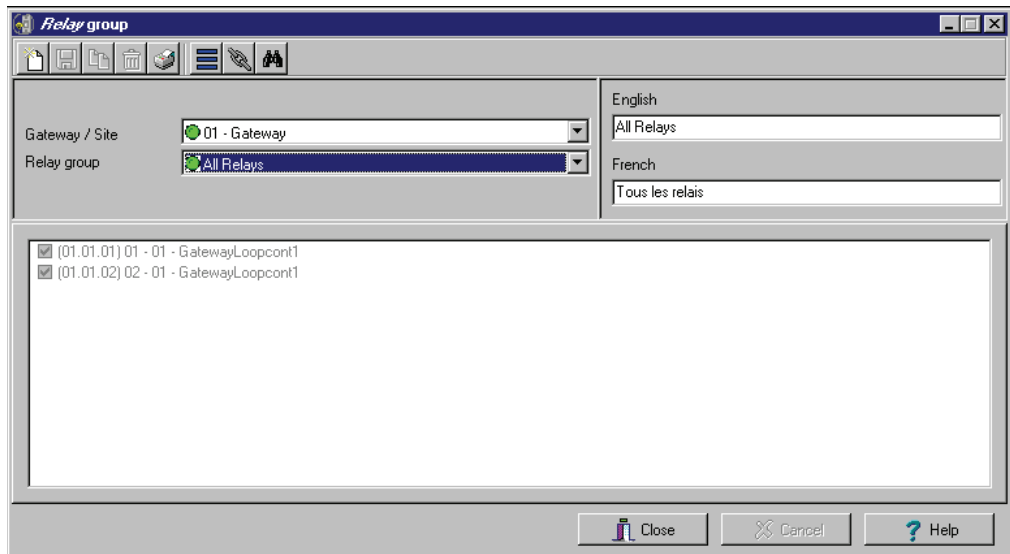 Relay group
Gateway / Site
01 - Gateway
Relay group
All Relays
English
All Relays
French
Tous les relais
(01.01.01) 01 - 01 - GatewayLoopcont1
(01.01.02) 02 - 01 - GatewayLoopcont1
Close
Cancel
Help